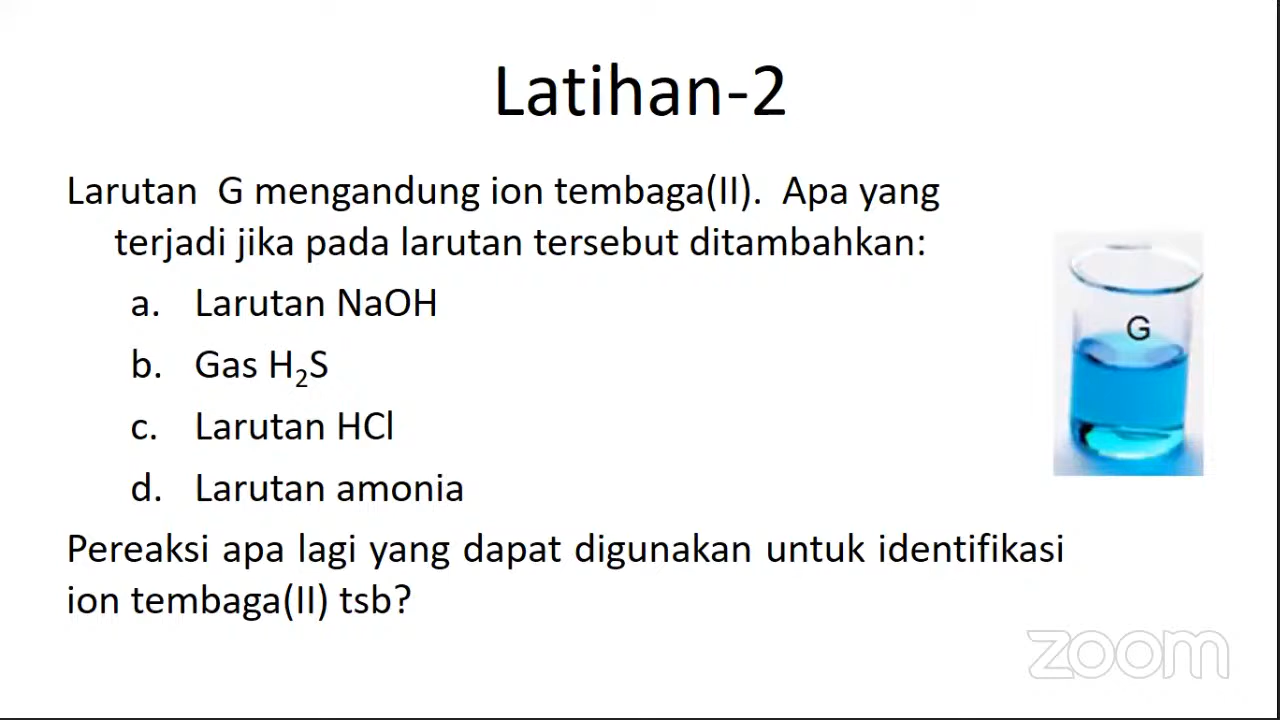 Latihan-2
Larutan G mengandung ion tembaga(II). Apa yang
terjadi jika pada larutan tersebut ditambahkan:
a. Larutan NaOH
b. Gas H₂S
c. Larutan HCl
d. Larutan amonia
G
Pereaksi apa lagi yang dapat digunakan untuk identifikasi
ion tembaga(II) tsb?
zoom